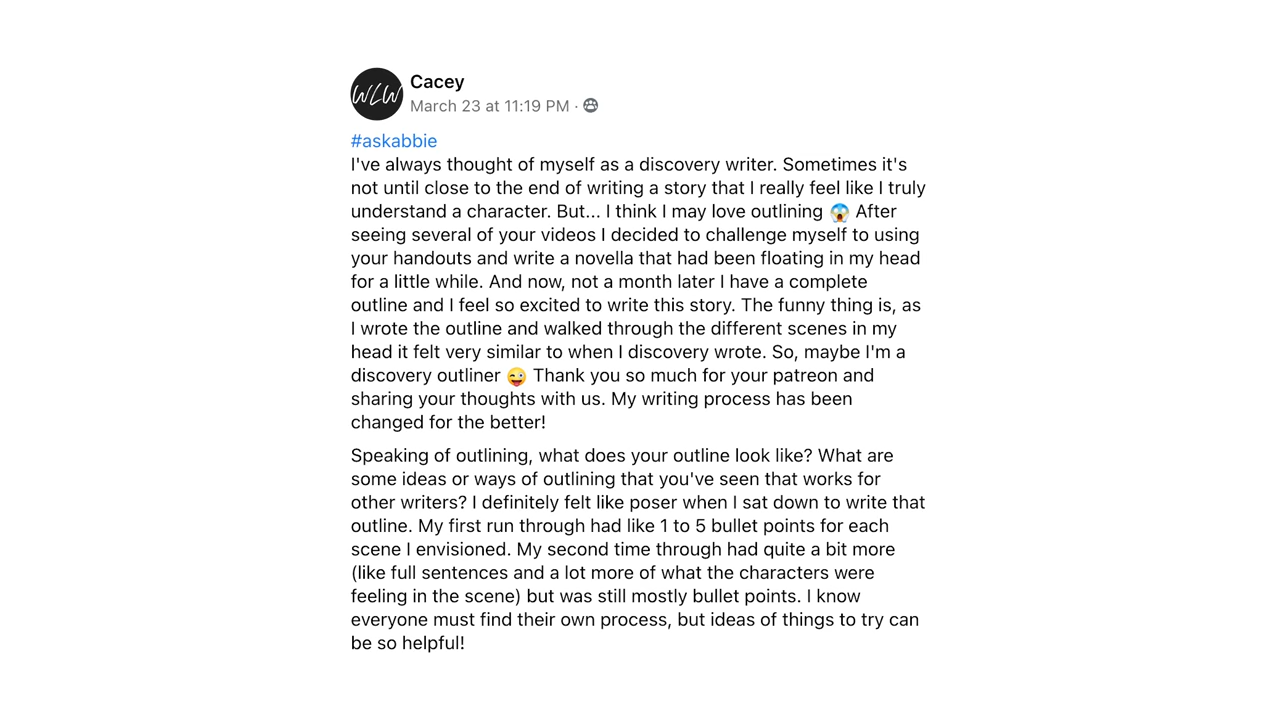 WLW
Cacey
March 23 at 11:19 PM ·
#askabbie
I've always thought of myself as a discovery writer. Sometimes it's
not until close to the end of writing a story that I really feel like I truly
understand a character. But... I think I may love outlining 😱 After
seeing several of your videos I decided to challenge myself to using
your handouts and write a novella that had been floating in my head
for a little while. And now, not a month later I have a complete
outline and I feel so excited to write this story. The funny thing is, as
I wrote the outline and walked through the different scenes in my
head it felt very similar to when I discovery wrote. So, maybe I'm a
discovery outliner 😜 Thank you so much for your patreon and
sharing your thoughts with us. My writing process has been
changed for the better!
Speaking of outlining, what does your outline look like? What are
some ideas or ways of outlining that you've seen that works for
other writers? I definitely felt like poser when I sat down to write that
outline. My first run through had like 1 to 5 bullet points for each
scene I envisioned. My second time through had quite a bit more
(like full sentences and a lot more of what the characters were
feeling in the scene) but was still mostly bullet points. I know
everyone must find their own process, but ideas of things to try can
be so helpful!